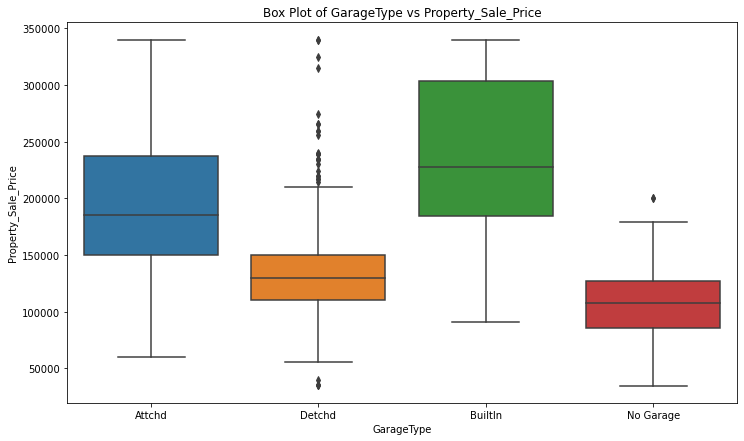 Box Plot of GarageType vs Property_Sale_Price
350000
300000
250000
200000
150000
100000
50000
Property_Sale_Price
Attchd Detchd BuiltIn No Garage
GarageType